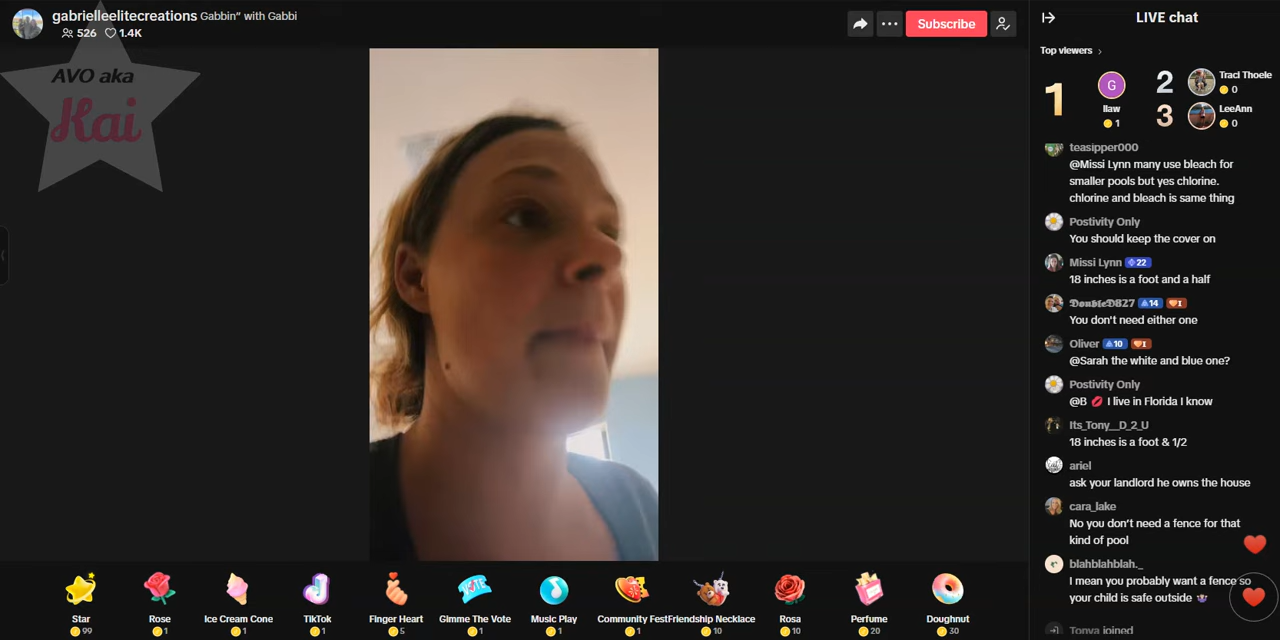 gabrielleelitecreations Gabbin" with Gabbi
526 1.4K
Subscribe
AVO aka
Kai
LIVE chat
Top viewers
1
G
llaw
1
2
Traci Thoele
0
3
LeeAnn
0
teasipper000
@Missi Lynn many use bleach for
smaller pools but yes chlorine.
chlorine and bleach is same thing
Postivity Only
You should keep the cover on
Missi Lynn 22
18 inches is a foot and a half
𝕯𝖔𝖚𝖇𝖑𝖊𝕯827 14 I
You don't need either one
Oliver 10 I
@Sarah the white and blue one?
Postivity Only
@B 💋 I live in Florida I know
Its_Tony__D_2_U
18 inches is a foot & 1/2
ariel
ask your landlord he owns the house
cara_lake
No you don't need a fence for that
kind of pool
blahblahblah._
I mean you probably want a fence so
your child is safe outside
Tonya joined
Star
99
Rose
1
Ice Cream Cone
1
TikTok
1
Finger Heart
5
VOTE
Gimme The Vote
1
Music Play
1
Community Fest
1
Friendship Necklace
10
Rosa
10
Perfume
20
Doughnut
30